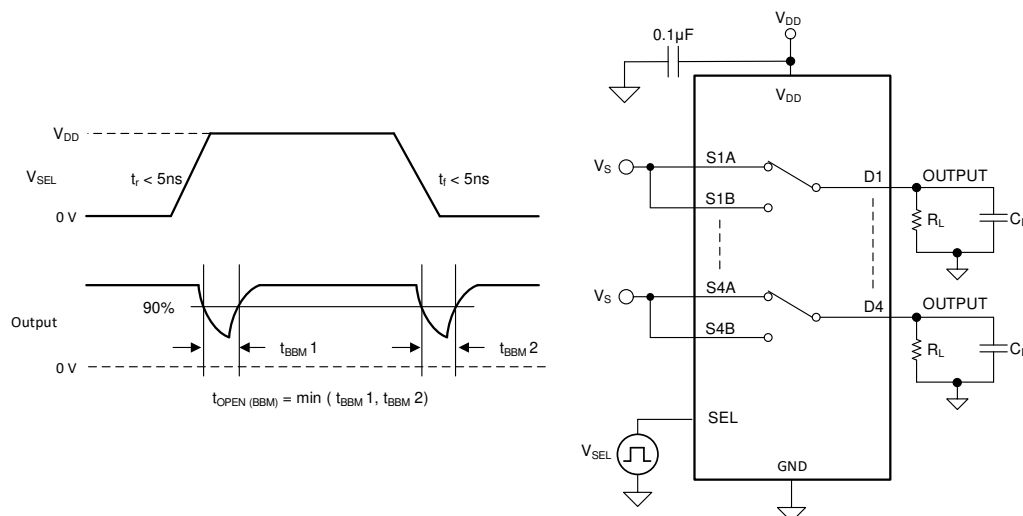 V_DD
V_SEL
t_r < 5ns
t_f < 5ns
0 V
90%
Output
t_BBM 1
t_BBM 2
0 V
t_OPEN (BBM) = min ( t_BBM 1, t_BBM 2)
V_DD
0.1µF
V_DD
V_S
S1A
D1
OUTPUT
S1B
R_L
V_S
S4A
D4
OUTPUT
S4B
R_L
SEL
V_SEL
GND